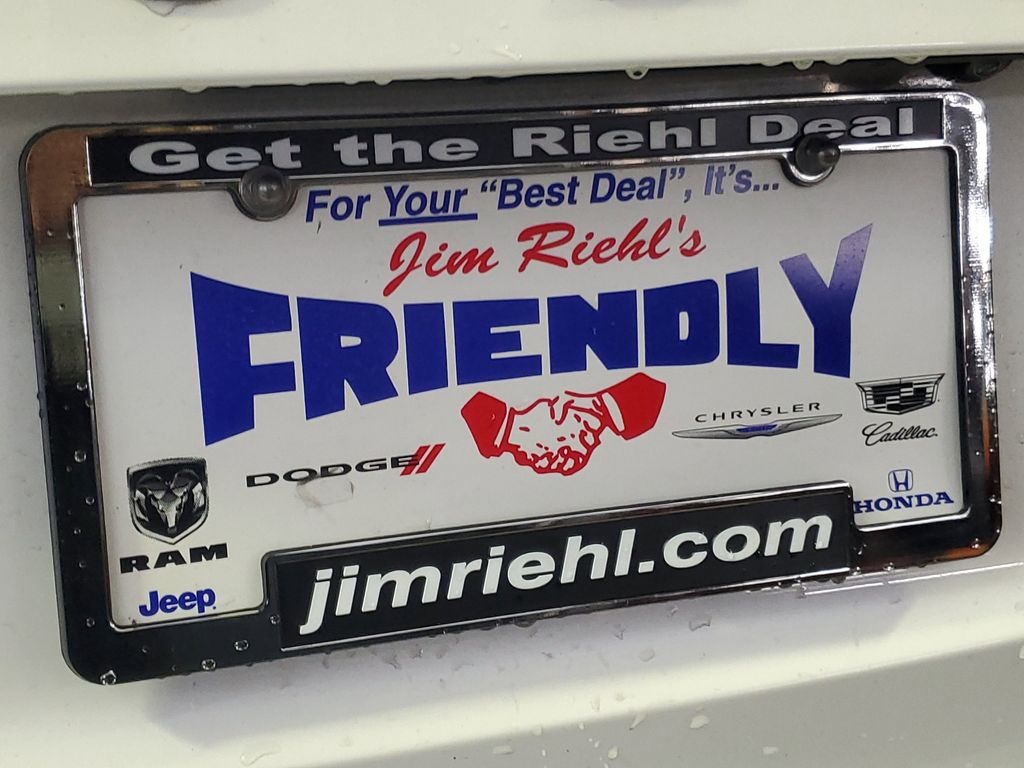 Get the Riehl Deal
For Your “Best Deal”, It's...
Jim Riehl's
FRIENDLY
DODGE
CHRYSLER
Cadillac
RAM
HONDA
Jeep
jimriehl.com